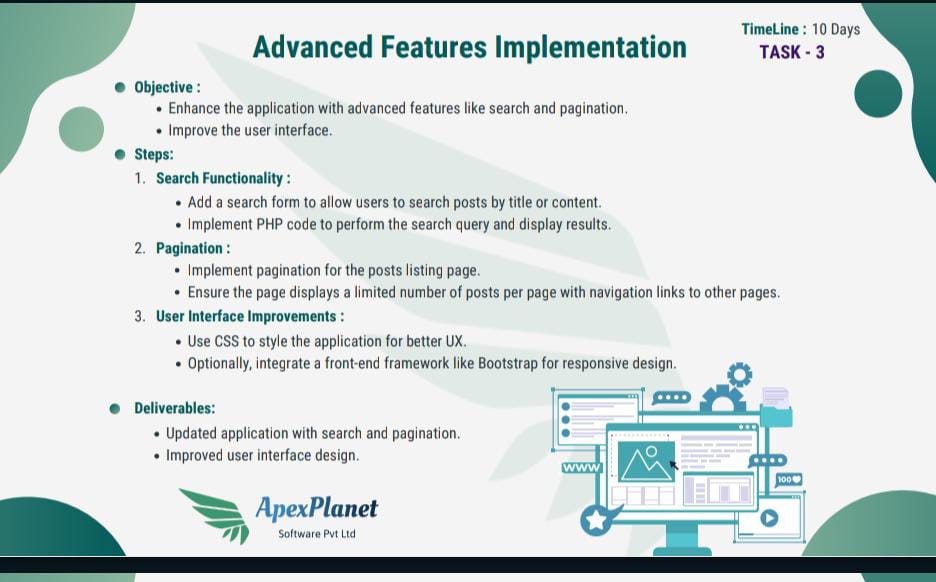 TimeLine : 10 Days
TASK - 3
Advanced Features Implementation
Objective :
• Enhance the application with advanced features like search and pagination.
• Improve the user interface.
Steps:
1. Search Functionality :
• Add a search form to allow users to search posts by title or content.
• Implement PHP code to perform the search query and display results.
2. Pagination :
• Implement pagination for the posts listing page.
• Ensure the page displays a limited number of posts per page with navigation links to other pages.
3. User Interface Improvements :
• Use CSS to style the application for better UX.
• Optionally, integrate a front-end framework like Bootstrap for responsive design.
Deliverables:
• Updated application with search and pagination.
• Improved user interface design.
WWW
100
ApexPlanet
Software Pvt Ltd